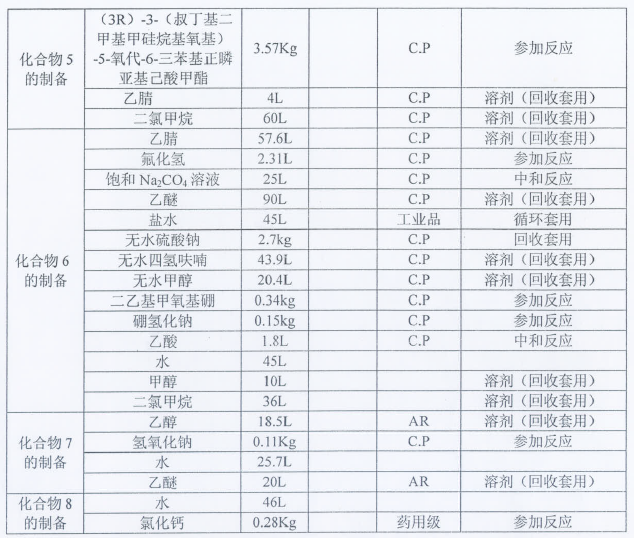 化合物5的制备 （3R）-3-（叔丁基二甲基甲硅烷基氧基）-5-氧代-6-三苯基正膦亚基己酸甲酯 3.57Kg C.P 参加反应
乙腈 4L C.P 溶剂（回收套用）
二氯甲烷 60L C.P 溶剂（回收套用）
化合物6的制备 乙腈 57.6L C.P 溶剂（回收套用）
氟化氢 2.31L C.P 参加反应
饱和 Na₂CO₄ 溶液 25L C.P 中和反应
乙醚 90L C.P 溶剂（回收套用）
盐水 45L 工业品 循环套用
无水硫酸钠 2.7kg C.P 回收套用
无水四氢呋喃 43.9L C.P 溶剂（回收套用）
无水甲醇 20.4L C.P 溶剂（回收套用）
二乙基甲氧基硼 0.34kg C.P 参加反应
硼氢化钠 0.15kg C.P 参加反应
乙酸 1.8L C.P 中和反应
水 45L
甲醇 10L 溶剂（回收套用）
二氯甲烷 36L 溶剂（回收套用）
化合物7的制备 乙醇 18.5L AR 溶剂（回收套用）
氢氧化钠 0.11Kg C.P 参加反应
水 25.7L
乙醚 20L AR 溶剂（回收套用）
化合物8的制备 水 46L
氯化钙 0.28Kg 药用级 参加反应